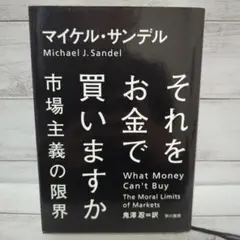 マイケル・サンデル
Michael J. Sandel
それを
お金で
買いますか
市場主義の限界
What Money
Can't Buy
The Moral Limits
of Markets
鬼澤 忍=訳
早川書房